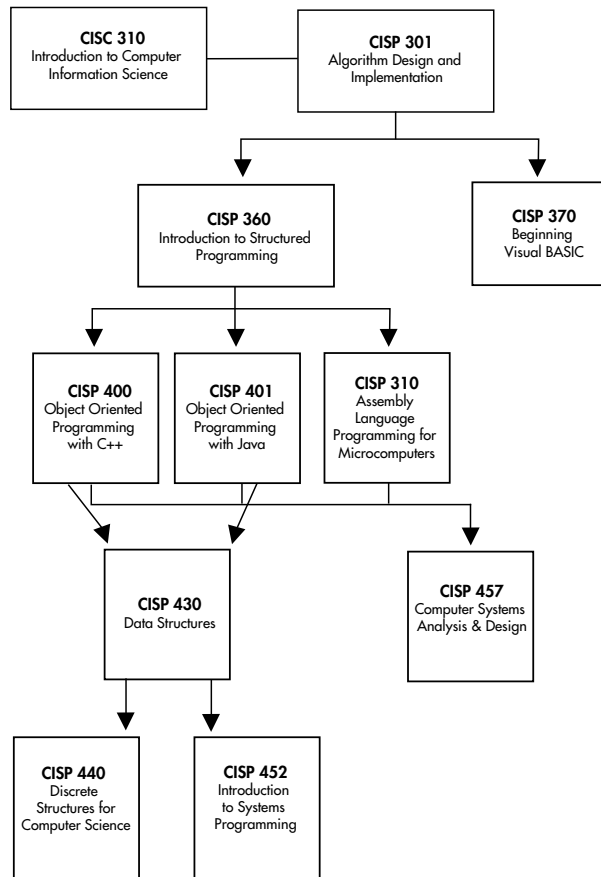 CISC 310
Introduction to Computer
Information Science
CISP 301
Algorithm Design and
Implementation
CISP 360
Introduction to Structured
Programming
CISP 370
Beginning
Visual BASIC
CISP 400
Object Oriented
Programming
with C++
CISP 401
Object Oriented
Programming
with Java
CISP 310
Assembly
Language
Programming for
Microcomputers
CISP 430
Data Structures
CISP 457
Computer Systems
Analysis & Design
CISP 440
Discrete
Structures for
Computer Science
CISP 452
Introduction
to Systems
Programming